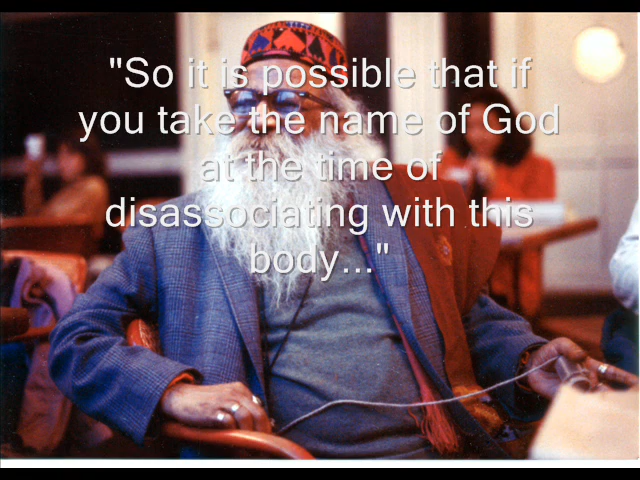 "So it is possible that if
you take the name of God
at the time of
disassociating with this
body..."